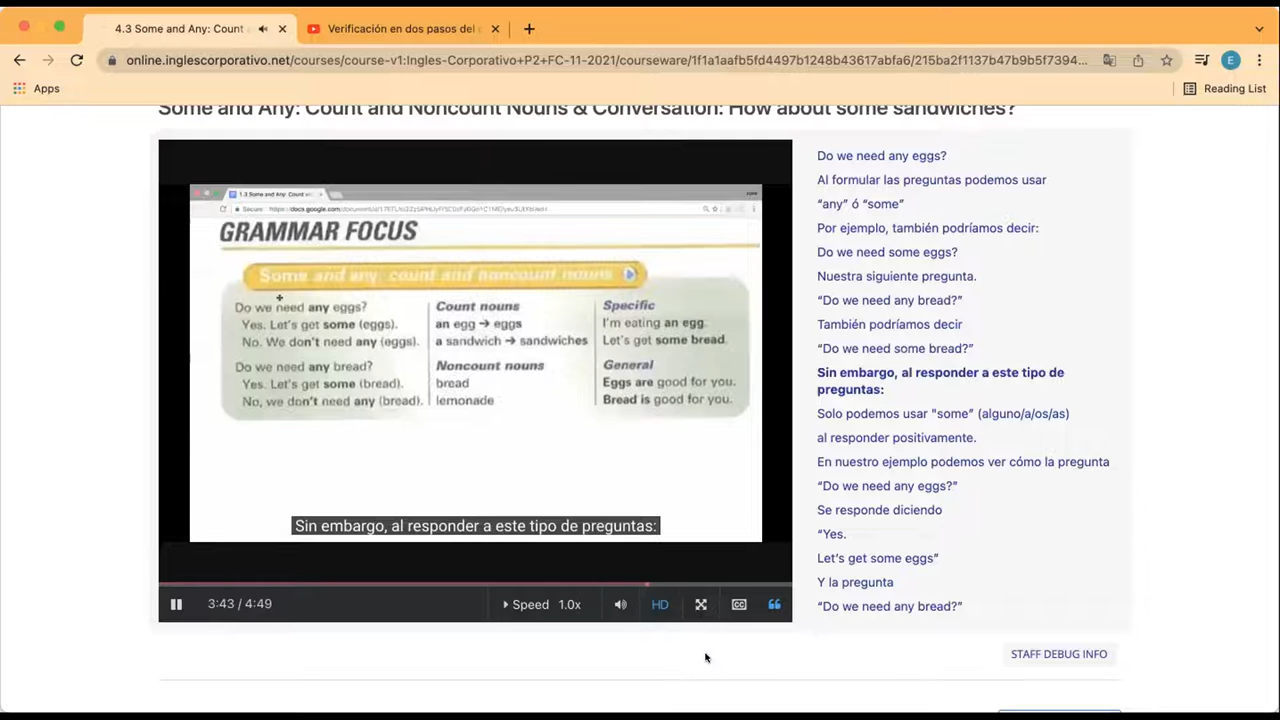 4.3 Some and Any: Count
Verificación en dos pasos del
online.inglescorporativo.net/courses/course-v1:Ingles-Corporativo+P2+FC-11-2021/courseware/1f1a1aafb5fd4497b1248b43617abfa6/215ba2f1137b47b9b5f7394...
E
Apps
Reading List
Some and Any: Count and Noncount Nouns & Conversation: How about some sandwiches?
GRAMMAR FOCUS
Some and any: count and noncount nouns
Do we need any eggs?
Yes. Let's get some (eggs).
No. We don't need any (eggs).
Do we need any bread?
Yes. Let's get some (bread).
No, we don't need any (bread).
Count nouns
an egg → eggs
a sandwich → sandwiches
Noncount nouns
bread
lemonade
Specific
I'm eating an egg.
Let's get some bread.
General
Eggs are good for you.
Bread is good for you.
Sin embargo, al responder a este tipo de preguntas:
3:43 / 4:49
Speed 1.0x
HD
CC
Do we need any eggs?
Al formular las preguntas podemos usar
“any” ó “some”
Por ejemplo, también podríamos decir:
Do we need some eggs?
Nuestra siguiente pregunta.
“Do we need any bread?”
También podríamos decir
“Do we need some bread?”
Sin embargo, al responder a este tipo de
preguntas:
Solo podemos usar "some” (alguno/a/os/as)
al responder positivamente.
En nuestro ejemplo podemos ver cómo la pregunta
“Do we need any eggs?”
Se responde diciendo
“Yes.
Let’s get some eggs”
Y la pregunta
“Do we need any bread?”
STAFF DEBUG INFO